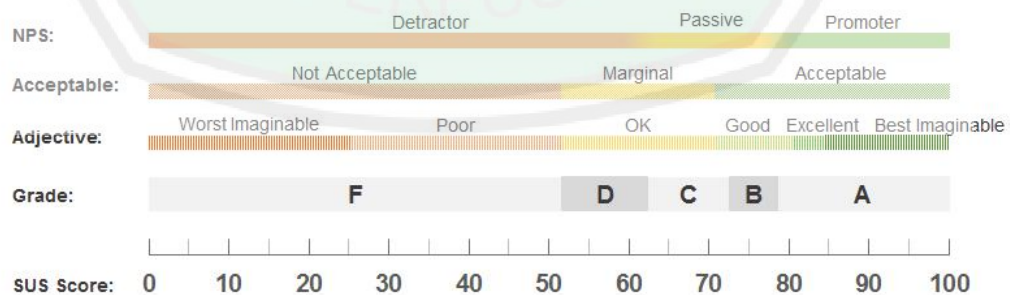 NPS: Detractor Passive Promoter
Acceptable: Not Acceptable Marginal Acceptable
Adjective: Worst Imaginable Poor OK Good Excellent Best Imaginable
Grade: F D C B A
SUS Score: 0 10 20 30 40 50 60 70 80 90 100